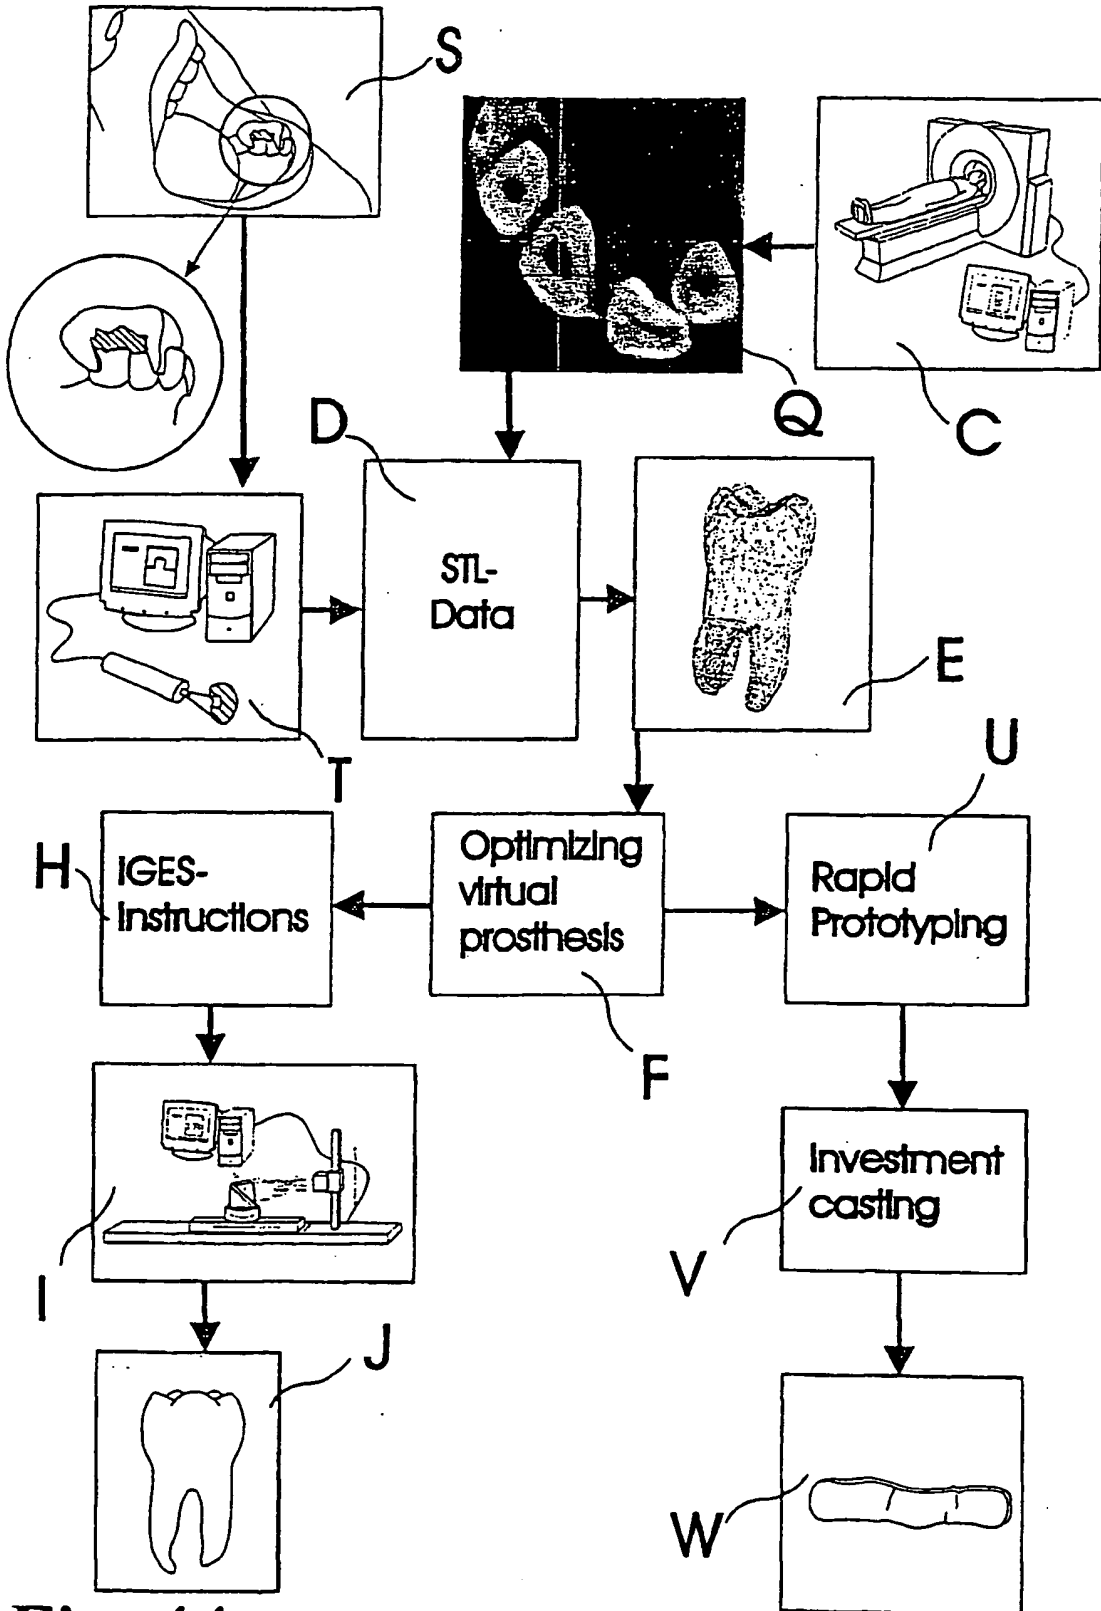 S
Q
C
D
STL-
Data
E
T
U
H
IGES-
Instructions
Optimizing
virtual
prosthesis
Rapid
Prototyping
F
I
Investment
casting
V
J
W